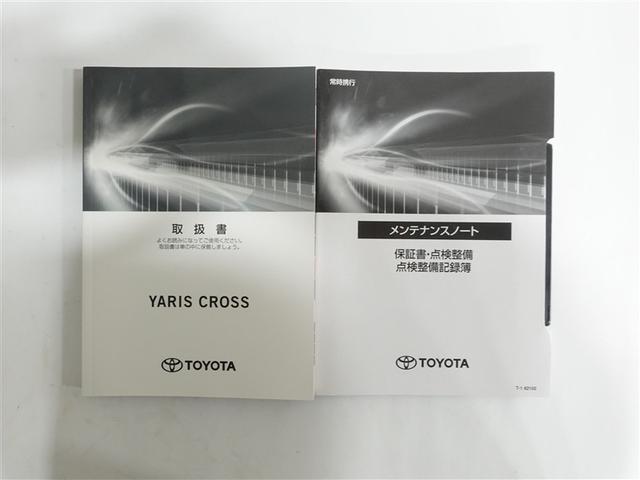 取扱書
よくお読みになってご使用ください。
取扱書は車の中に保管しましょう。
YARIS CROSS
TOYOTA
常時携行
メンテナンスノート
保証書・点検整備
点検整備記録簿
TOYOTA